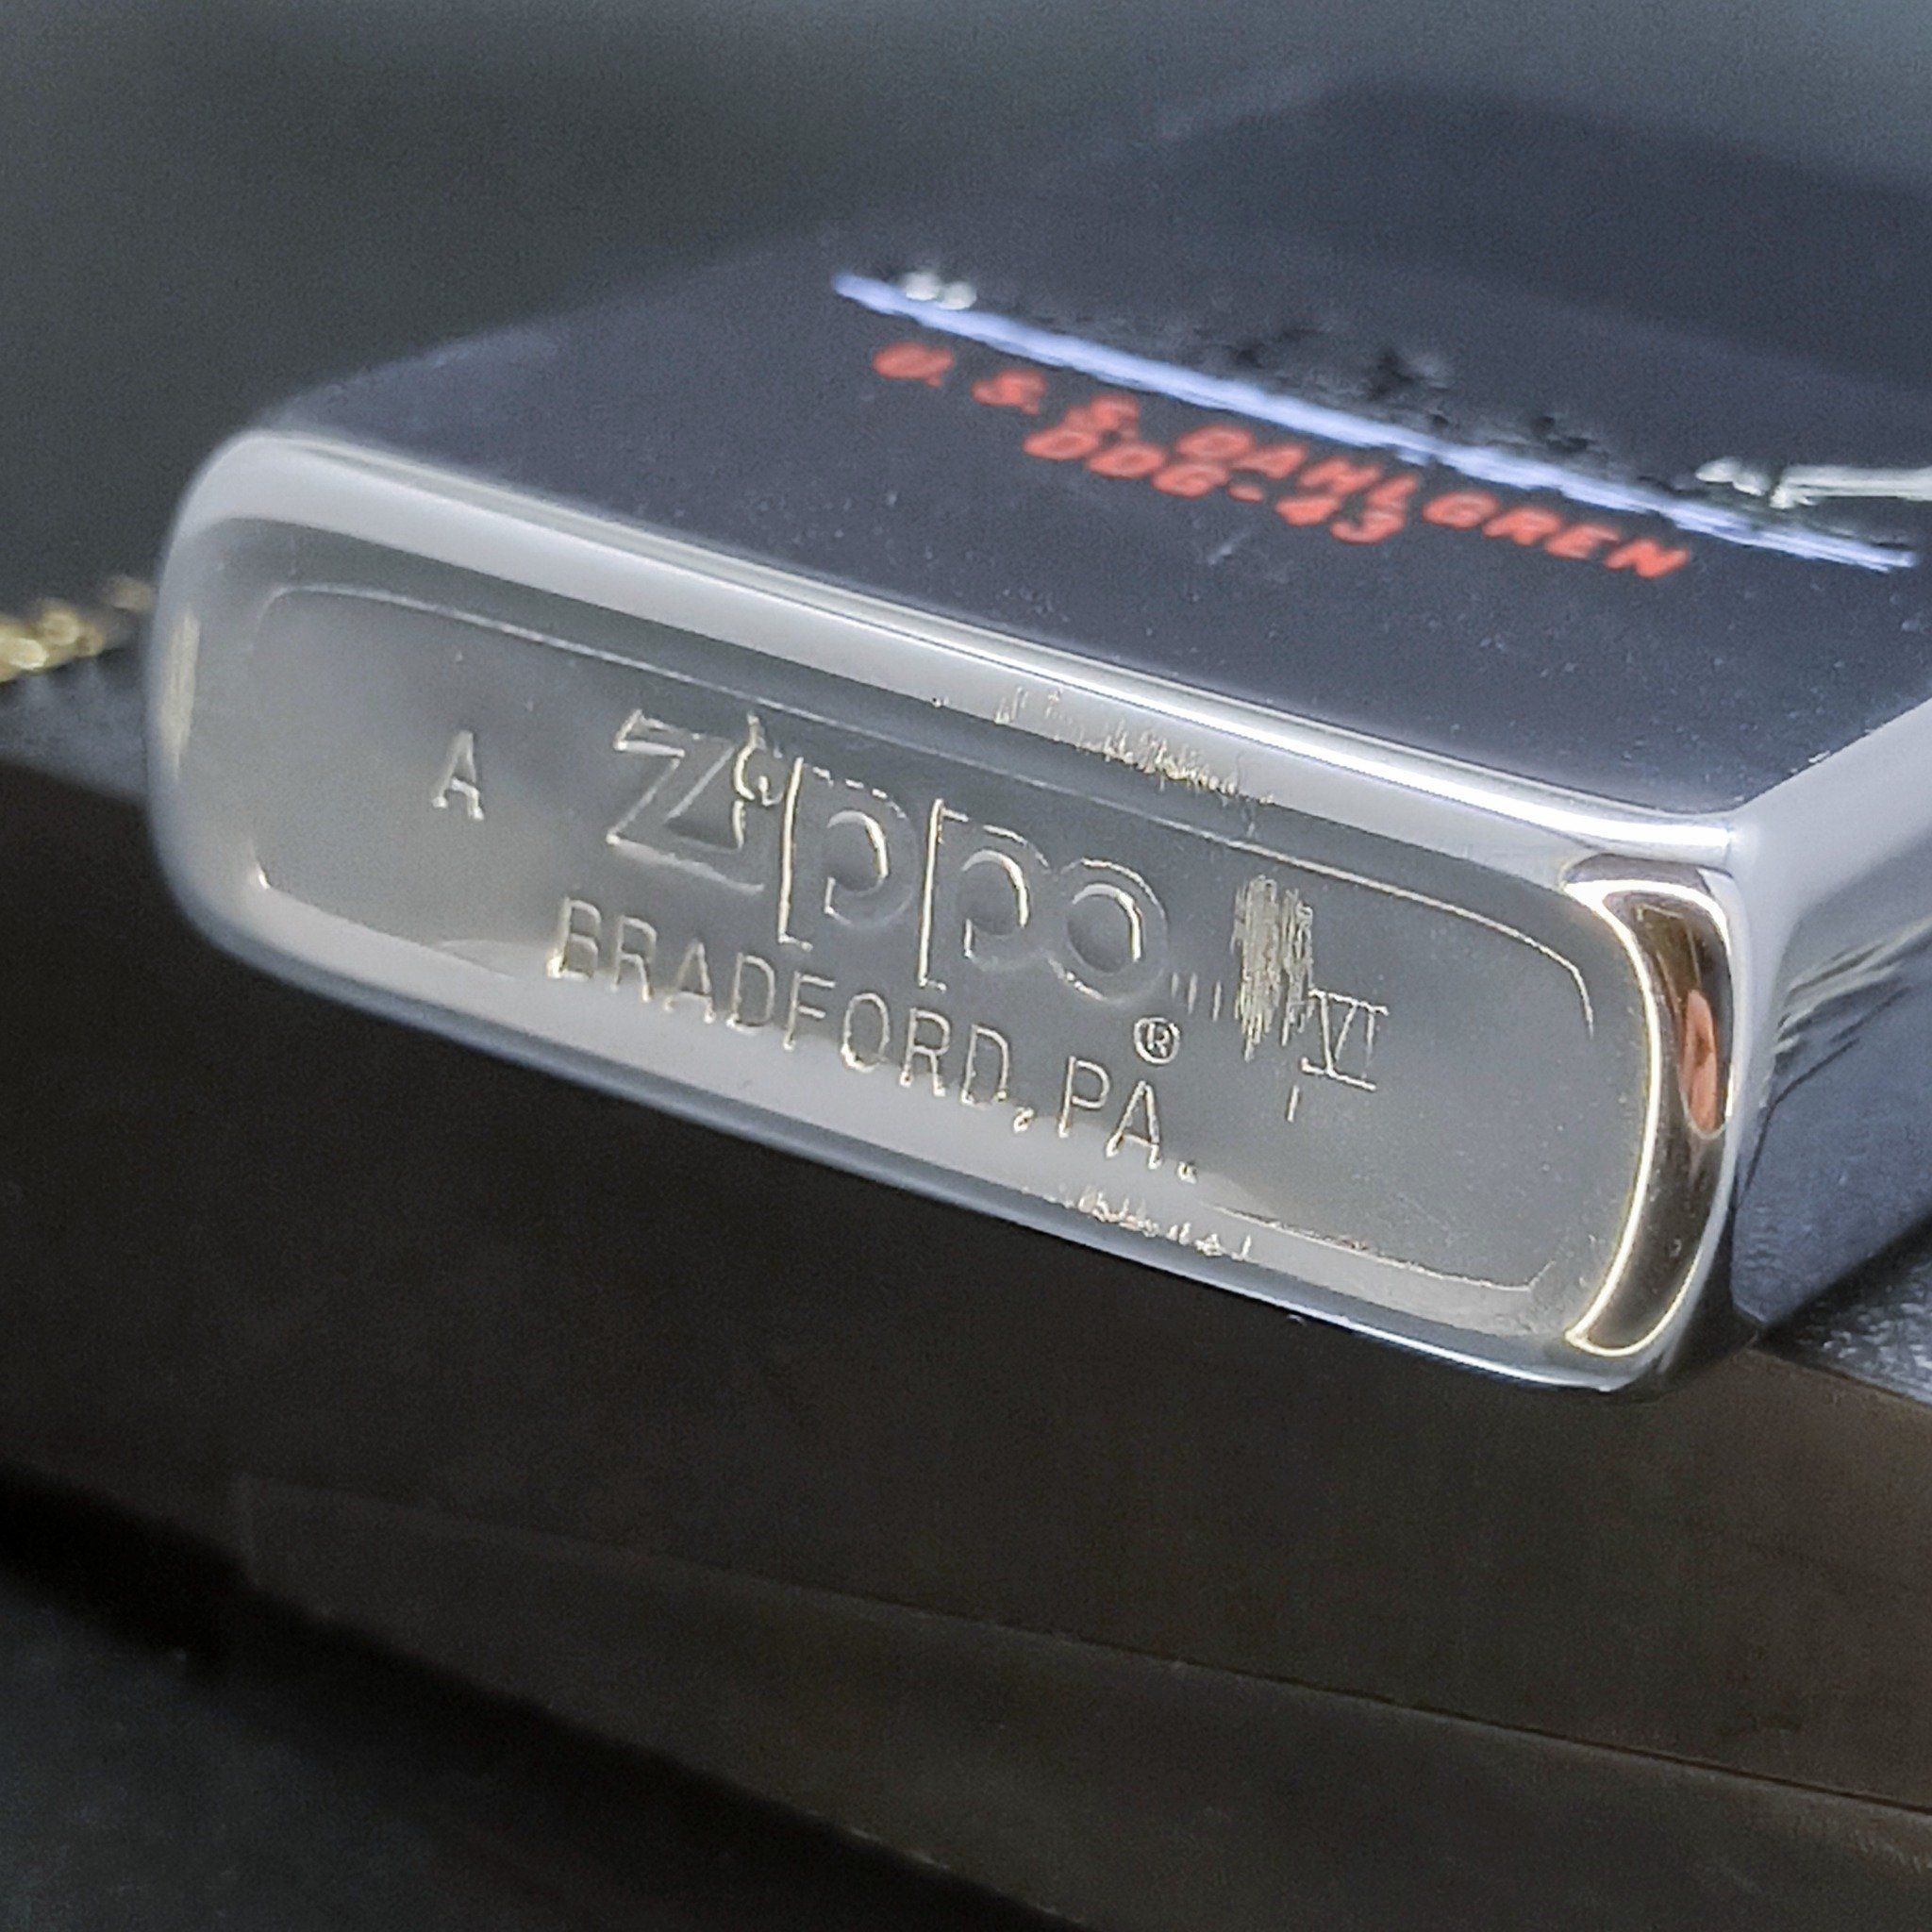 U.S.S. DAHLGREN
DDG-43
A Zippo VI
®
BRADFORD, PA.